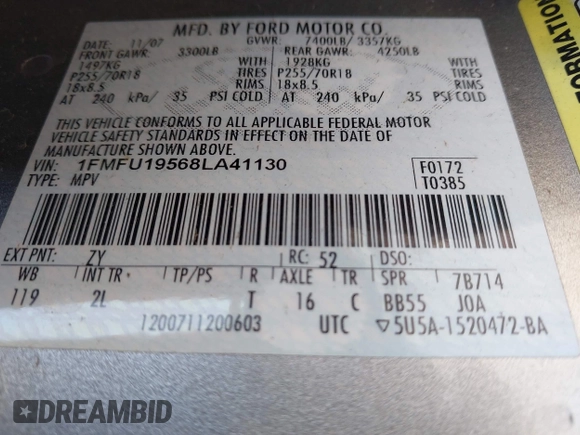 MFD. BY FORD MOTOR CO.
DATE: 11/07 GVWR: 7400LB/ 3357KG
FRONT GAWR: 3300LB REAR GAWR: 4250LB
1497KG WITH 1928KG WITH
P255/70R18 TIRES P255/70R18 TIRES
18x8.5 RIMS 18x8.5 RIMS
AT 240 kPa/ 35 PSI COLD AT 240 kPa/ 35 PSI COLD
THIS VEHICLE CONFORMS TO ALL APPLICABLE FEDERAL MOTOR
VEHICLE SAFETY STANDARDS IN EFFECT ON THE DATE OF
MANUFACTURE SHOWN ABOVE.
VIN: 1FMFU19568LA41130 F0172
TYPE: MPV T0385
EXT PNT: ZY RC: 52 DSO:
WB INT TR TP/PS R AXLE TR SPR 7B714
119 2L T 16 C BB55 JOA
1200711200603 UTC ▽5U5A-1520472-BA
FORMATION
DREAMBID